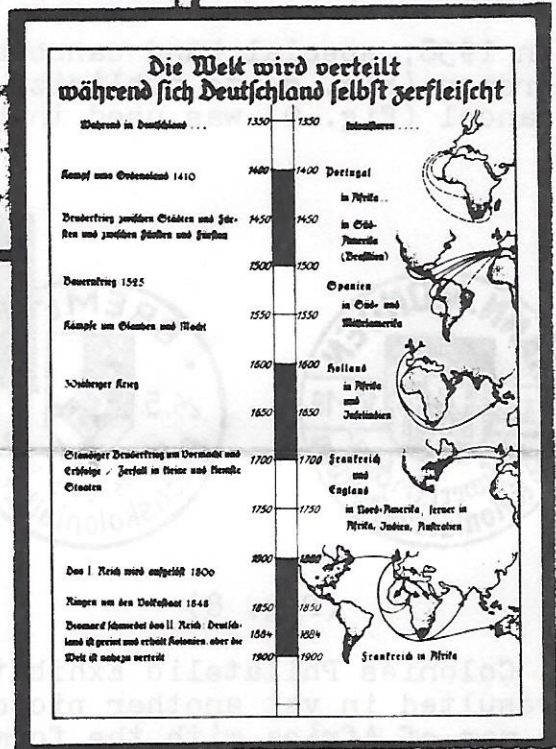 Die Welt wird verteilt
während sich Deutschland selbst zerfleischt
Während in Deutschland ....
1350
1350
kolonisieren ....
Kampf ums Ordensland 1410
1400
1400
Portugal
in Afrika ..
in Süd-
Amerika
(Brasilien)
Bruderkrieg zwischen Städten und Für-
sten und zwischen Fürsten und Fürsten
1450
1450
1500
1500
Bauernkrieg 1525
Spanien
in Süd- und
Mittelamerika
Kämpfe um Glauben und Macht
1550
1550
1600
1600
Holland
in Afrika
und
Inselindien
30jähriger Krieg
1650
1650
Ständiger Bruderkrieg um Vormacht und
Erbfolge / Zerfall in kleine und kleinste
Staaten
1700
1700
Frankreich
und
England
in Nord-Amerika, ferner in
Afrika, Indien, Australien
1750
1750
1800
1800
Das I. Reich wird aufgelöst 1806
Ringen um den Volksstaat 1848
1850
1850
Bismarck schmiedet das II. Reich: Deutsch-
land ist geeint und erhält Kolonien, aber die
Welt ist nahezu verteilt
1884
1884
1900
1900
Frankreich in Afrika